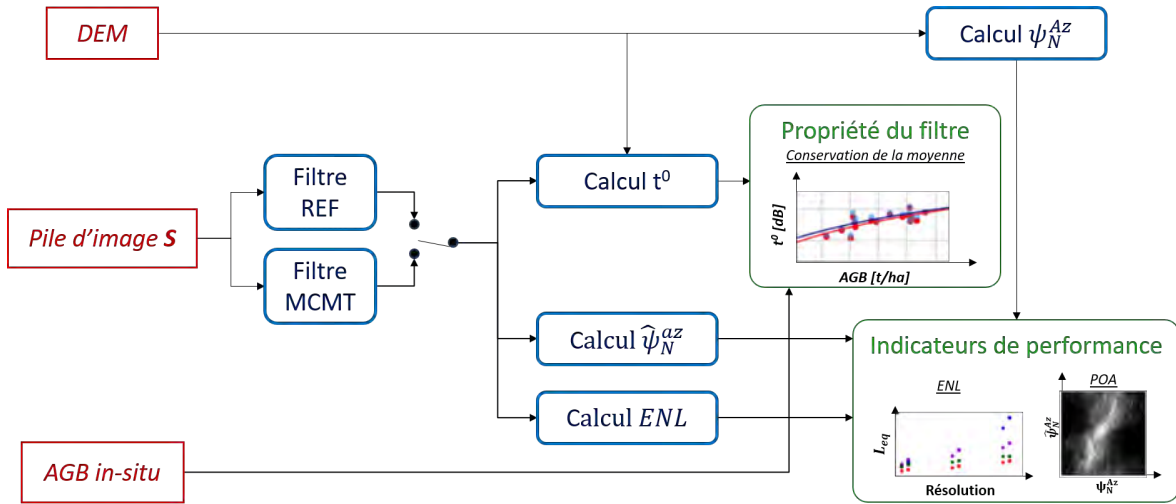 DEM
Calcul ψ_N^{Az}
Propriété du filtre
Conservation de la moyenne
Filtre
REF
Calcul t⁰
t⁰ [dB]
AGB [t/ha]
Pile d'image S
Filtre
MCMT
Calcul ψ̂_N^{az}
Indicateurs de performance
ENL
POA
Calcul ENL
L_eq
ψ̂_N^{Az}
Résolution
ψ_N^{Az}
AGB in-situ